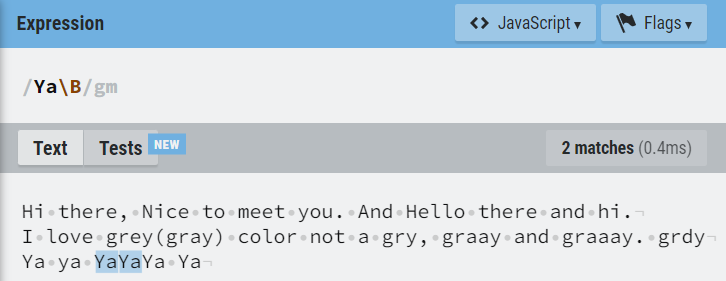 Expression
<> JavaScript ▾
Flags ▾
/Ya\B/gm
Text
Tests
NEW
2 matches (0.4ms)
Hi there, Nice to meet you. And Hello there and hi.
I love grey(gray) color not a gry, graay and graaay. grdy
Ya ya YaYaYa Ya